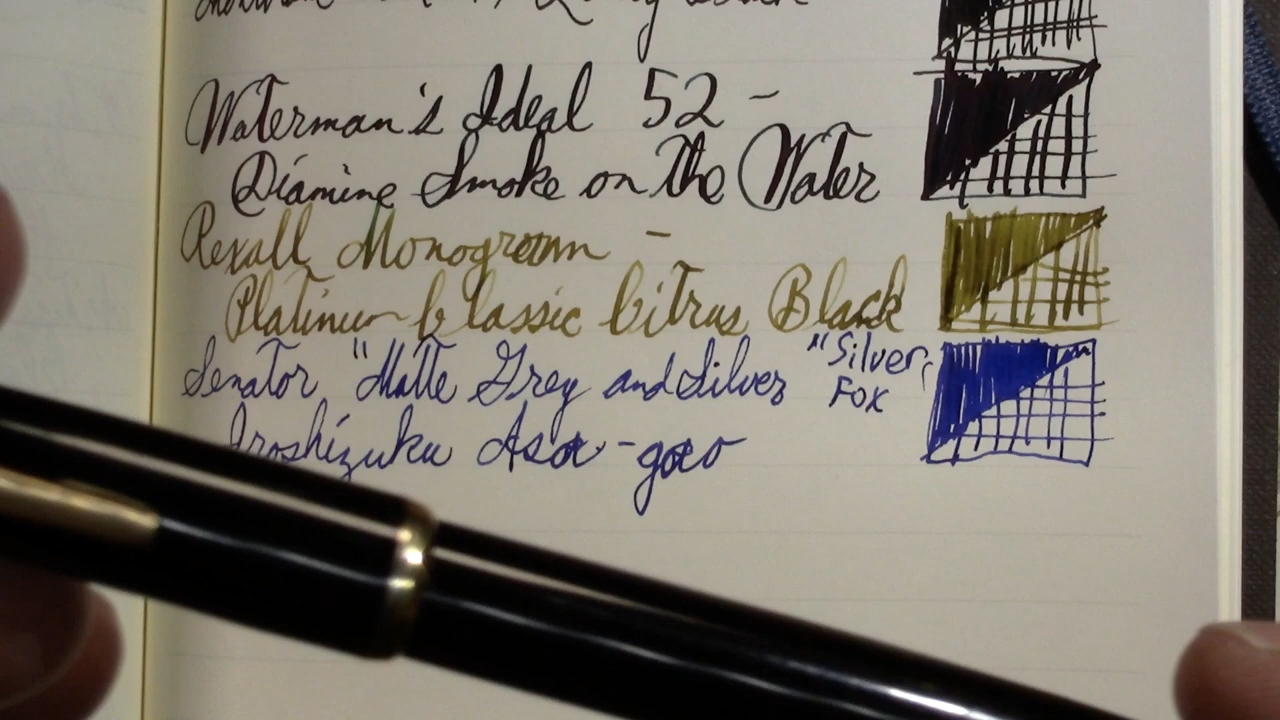 Waterman's Ideal 52 -
Diamine Smoke on the Water
Rexall Monogram -
Platinum Classic Citrus Black
Senator "Matte Grey and Silver "Silver Fox
Iroshizuku Asa-gao